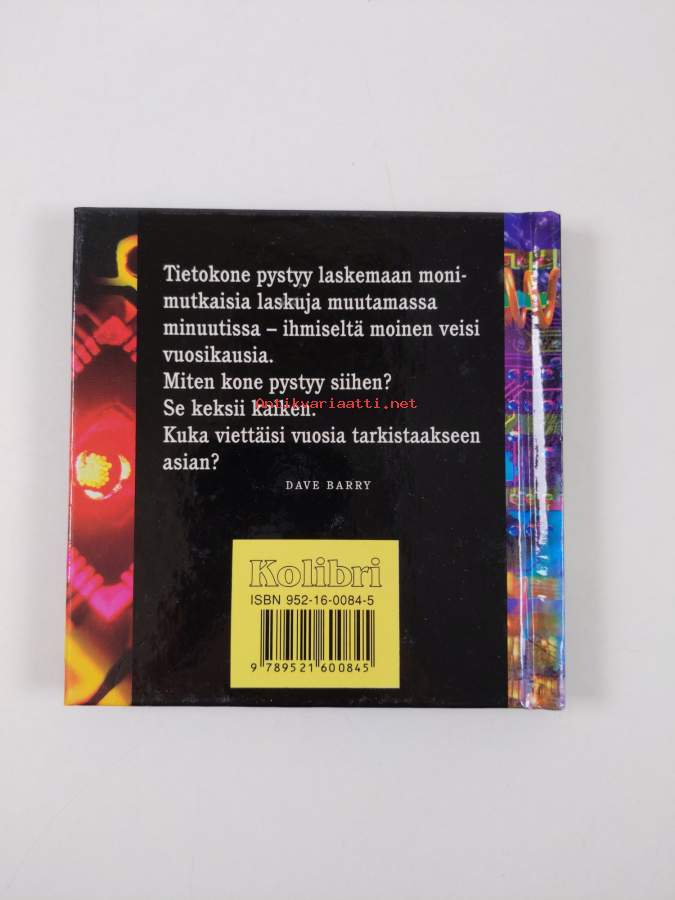 Tietokone pystyy laskemaan moni-
mutkaisia laskuja muutamassa
minuutissa – ihmiseltä moinen veisi
vuosikausia.
Miten kone pystyy siihen?
Se keksii kaiken.
Antikvariaatti.net
Kuka viettäisi vuosia tarkistaakseen
asian?
DAVE BARRY
Kolibri
ISBN 952-16-0084-5
9 789521 600845